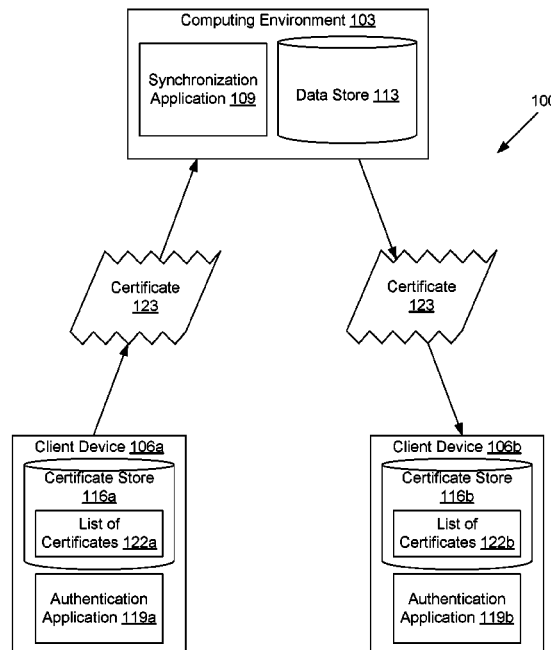 Computing Environment 103
Synchronization
Application 109
Data Store 113
100
Certificate
123
Certificate
123
Client Device 106a
Certificate Store
116a
List of
Certificates 122a
Authentication
Application 119a
Client Device 106b
Certificate Store
116b
List of
Certificates 122b
Authentication
Application 119b